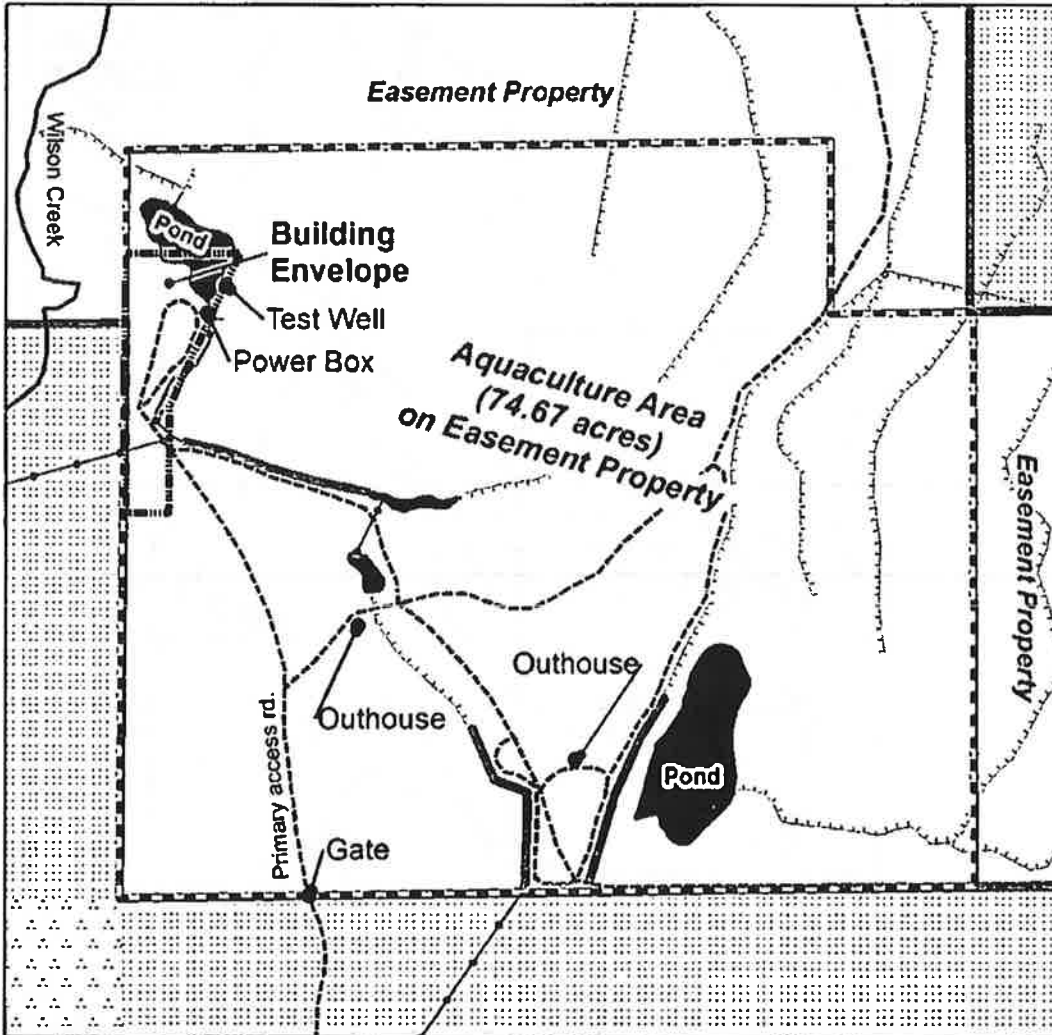 Easement Property
Wilson Creek
Pond
Building
Envelope
Test Well
Power Box
Aquaculture Area
(74.67 acres)
on Easement Property
Easement Property
Outhouse
Outhouse
Primary access rd.
Pond
Gate